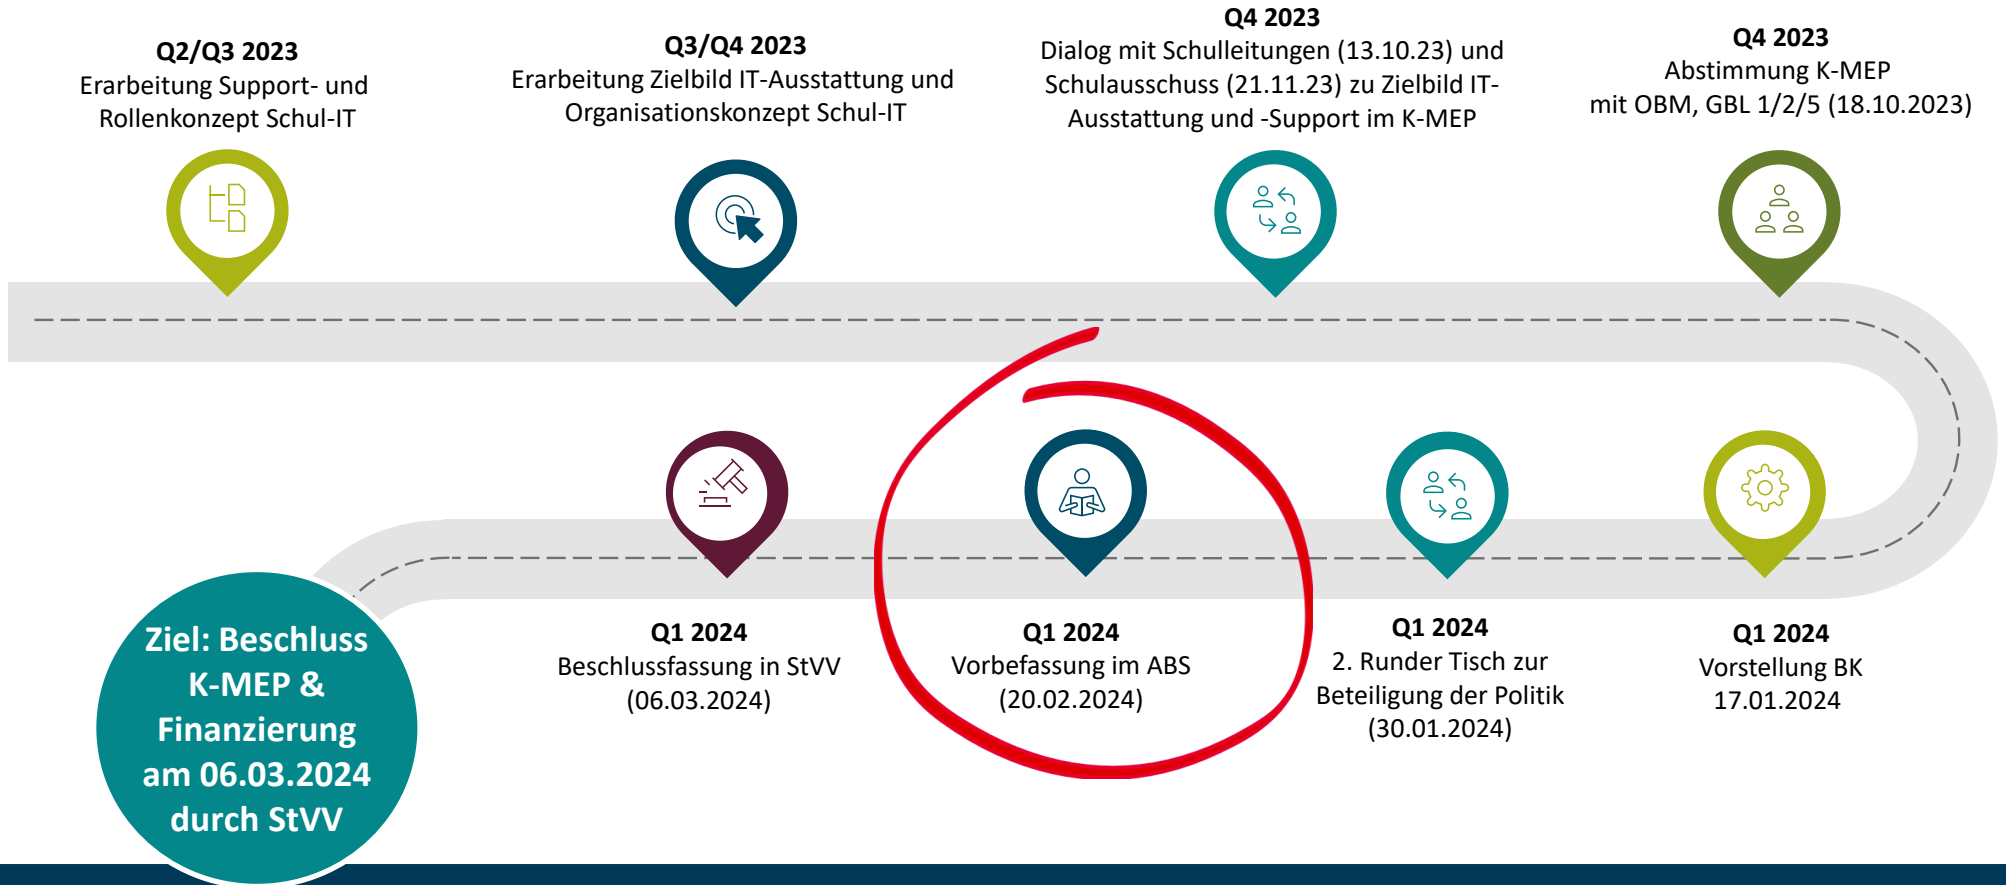 Q2/Q3 2023
Erarbeitung Support- und
Rollenkonzept Schul-IT
Q3/Q4 2023
Erarbeitung Zielbild IT-Ausstattung und
Organisationskonzept Schul-IT
Q4 2023
Dialog mit Schulleitungen (13.10.23) und
Schulausschuss (21.11.23) zu Zielbild IT-
Ausstattung und -Support im K-MEP
Q4 2023
Abstimmung K-MEP
mit OBM, GBL 1/2/5 (18.10.2023)
Q1 2024
Vorstellung BK
17.01.2024
Q1 2024
2. Runder Tisch zur
Beteiligung der Politik
(30.01.2024)
Q1 2024
Vorbefassung im ABS
(20.02.2024)
Q1 2024
Beschlussfassung in StVV
(06.03.2024)
Ziel: Beschluss
K-MEP &
Finanzierung
am 06.03.2024
durch StVV